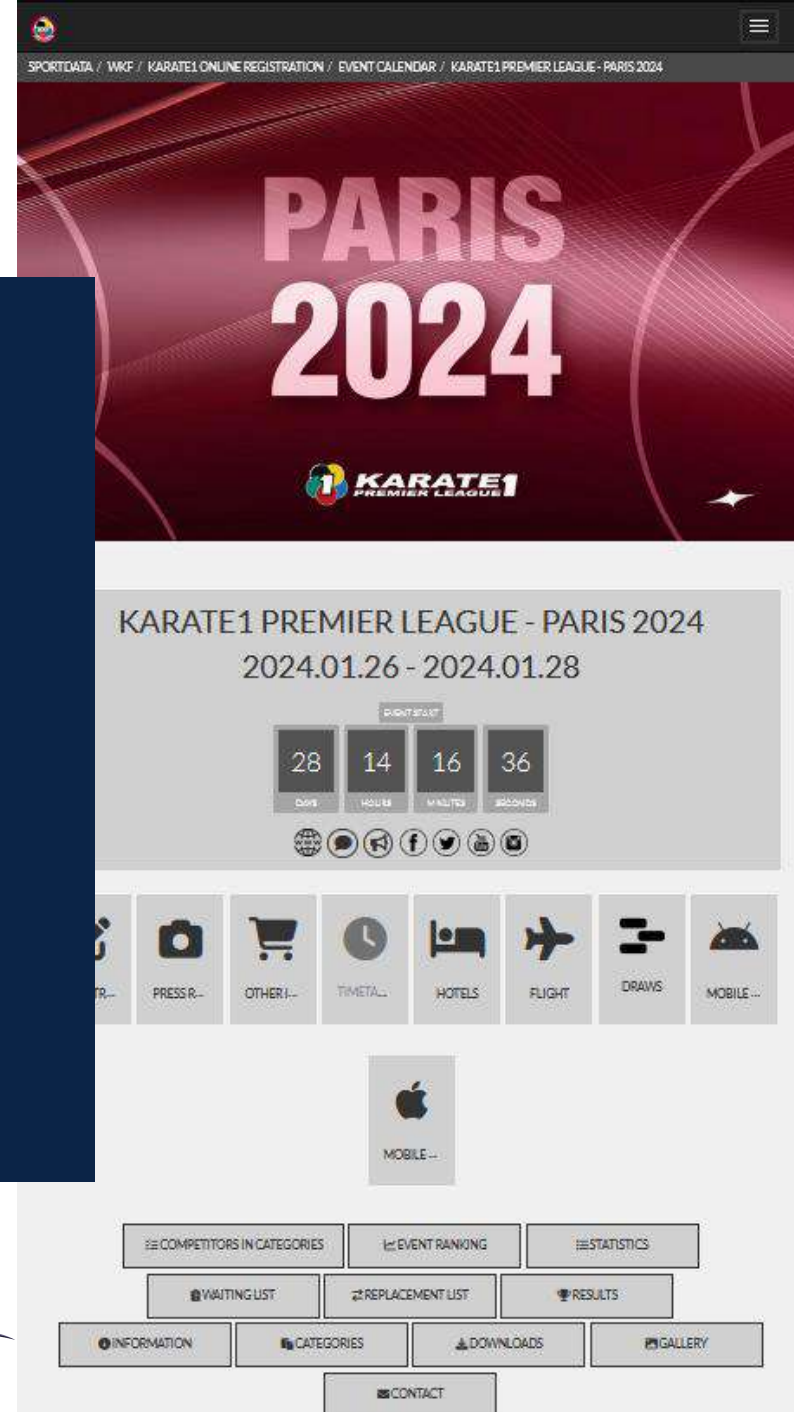 SPORTDATA / WKF / KARATE1 ONLINE REGISTRATION / EVENT CALENDAR / KARATE1 PREMIER LEAGUE - PARIS 2024
PARIS
2024
1 KARATE1
PREMIER LEAGUE
KARATE1 PREMIER LEAGUE - PARIS 2024
2024.01.26 - 2024.01.28
EVENT START
28 14 16 36
DAYS HOURS MINUTES SECONDS
TR... PRESS R... OTHER I... TIMETA... HOTELS FLIGHT DRAWS MOBILE ...
MOBILE ...
COMPETITORS IN CATEGORIES EVENT RANKING STATISTICS
WAITING LIST REPLACEMENT LIST RESULTS
INFORMATION CATEGORIES DOWNLOADS GALLERY
CONTACT